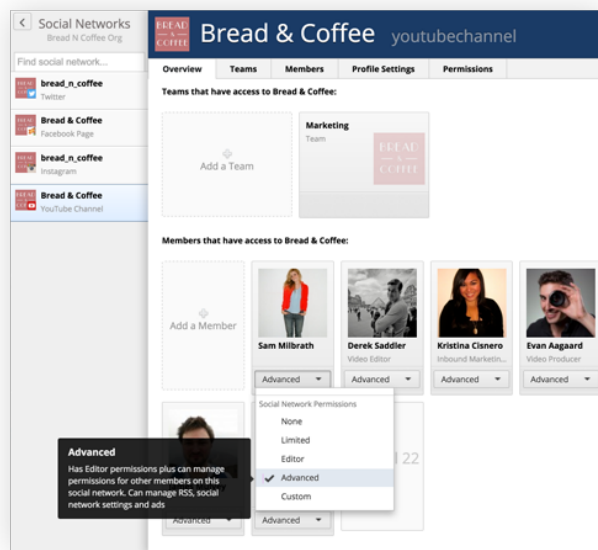 Social Networks
Bread N Coffee Org
Find social network...
bread_n_coffee
Twitter
Bread & Coffee
Facebook Page
bread_n_coffee
Instagram
Bread & Coffee
YouTube Channel
BREAD
&
COFFEE
Bread & Coffee youtubechannel
Overview Teams Members Profile Settings Permissions
Teams that have access to Bread & Coffee:
Add a Team
Marketing
Team
BREAD
&
COFFEE
Members that have access to Bread & Coffee:
Add a Member
Sam Milbrath
Advanced
Derek Saddler
Video Editor
Advanced
Kristina Cisnero
Inbound Marketin...
Advanced
Evan Aagaard
Video Producer
Advanced
Social Network Permissions
None
Limited
Editor
Advanced
Custom
Advanced
Has Editor permissions plus can manage
permissions for other members on this
social network. Can manage RSS, social
network settings and ads
22
Advanced
Advanced